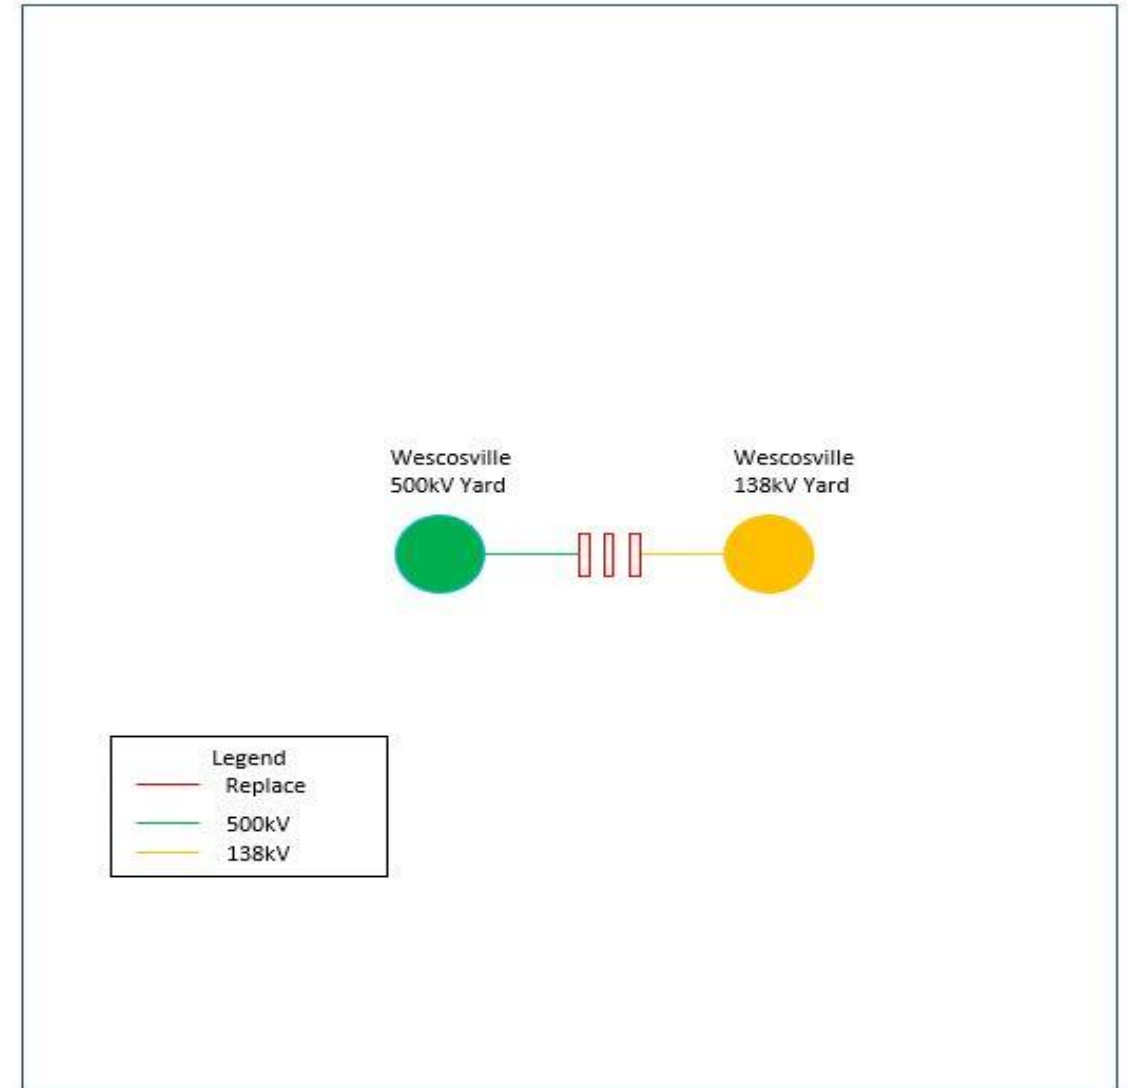 Wescosville
500kV Yard
Wescosville
138kV Yard
Legend
Replace
500kV
138kV